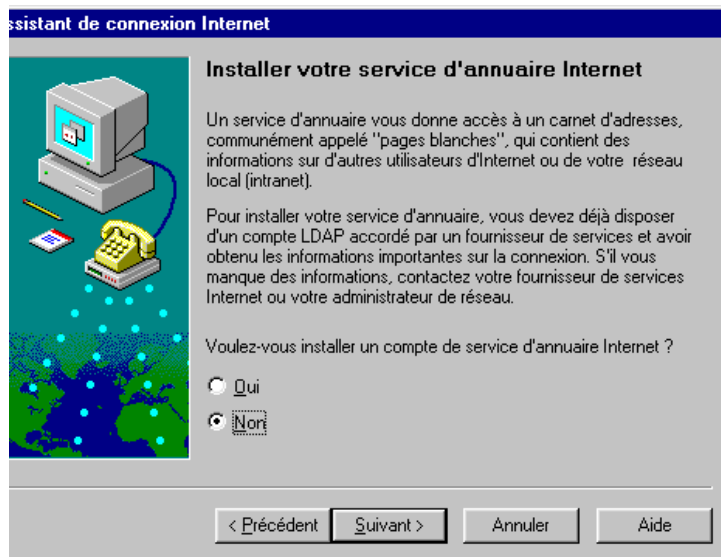 ssistant de connexion Internet
Installer votre service d'annuaire Internet
Un service d'annuaire vous donne accès à un carnet d'adresses,
communément appelé "pages blanches", qui contient des
informations sur d'autres utilisateurs d'Internet ou de votre réseau
local (intranet).
Pour installer votre service d'annuaire, vous devez déjà disposer
d'un compte LDAP accordé par un fournisseur de services et avoir
obtenu les informations importantes sur la connexion. S'il vous
manque des informations, contactez votre fournisseur de services
Internet ou votre administrateur de réseau.
Voulez-vous installer un compte de service d'annuaire Internet ?
Oui
Non
< Précédent Suivant > Annuler Aide